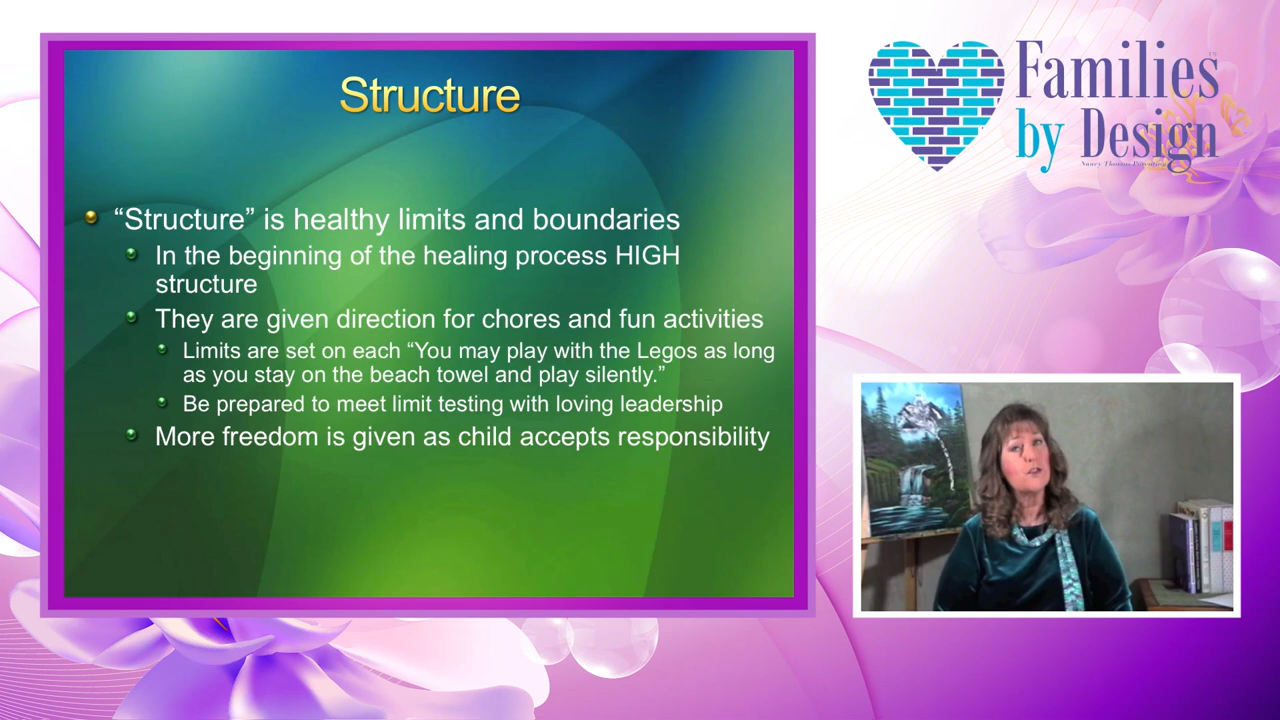 Structure
“Structure” is healthy limits and boundaries
In the beginning of the healing process HIGH
structure
They are given direction for chores and fun activities
Limits are set on each “You may play with the Legos as long
as you stay on the beach towel and play silently.”
Be prepared to meet limit testing with loving leadership
More freedom is given as child accepts responsibility
Families
by Design